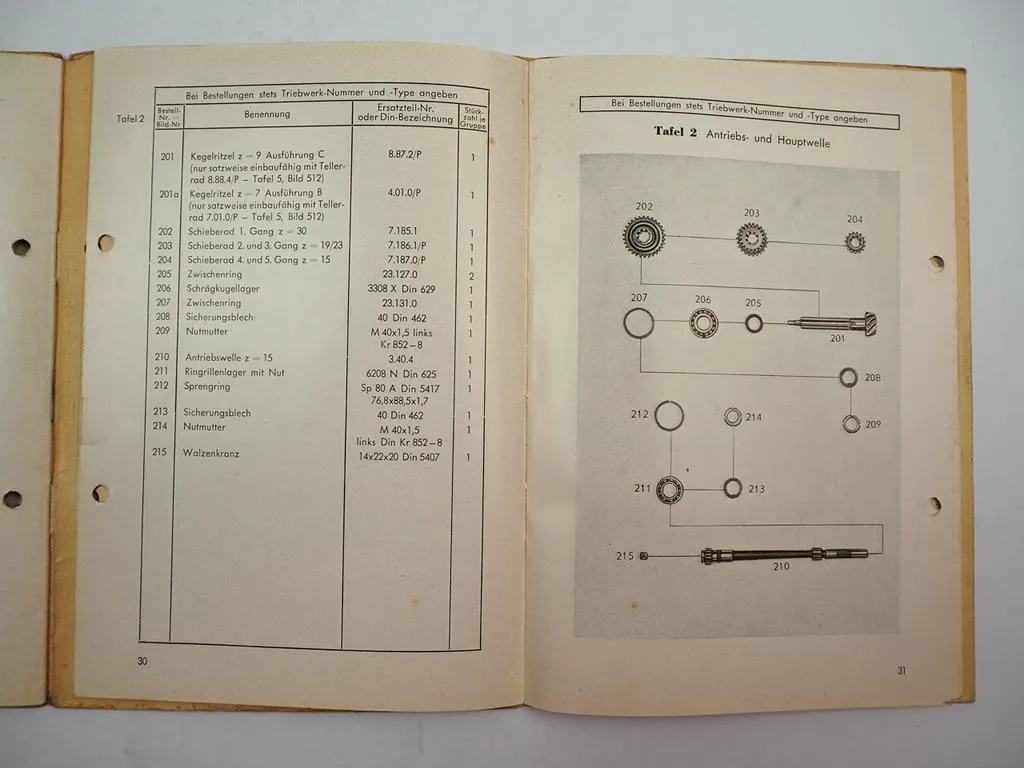 Bei Bestellungen stets Triebwerk-Nummer und -Type angeben
Tafel 2
Bestell-Nr. = Bild-Nr Benennung Ersatzteil-Nr. oder Din-Bezeichnung Stück-zahl je Gruppe
201 Kegelritzel z = 9 Ausführung C 8.87.2/P 1
(nur satzweise einbaufähig mit Teller-
rad 8.88.4/P – Tafel 5, Bild 512)
201a Kegelritzel z = 7 Ausführung B 4.01.0/P 1
(nur satzweise einbaufähig mit Teller-
rad 7.01.0/P – Tafel 5, Bild 512)
202 Schieberad 1. Gang z = 30 7.185.1 1
203 Schieberad 2. und 3. Gang z = 19/23 7.186.1/P 1
204 Schieberad 4. und 5. Gang z = 15 7.187.0/P 1
205 Zwischenring 23.127.0 2
206 Schrägkugellager 3308 X Din 629 1
207 Zwischenring 23.131.0 1
208 Sicherungsblech 40 Din 462 1
209 Nutmutter M 40x1,5 links 1
Kr 852–8
210 Antriebswelle z = 15 3.40.4 1
211 Ringrillenlager mit Nut 6208 N Din 625 1
212 Sprengring Sp 80 A Din 5417 1
76,8x88,5x1,7
213 Sicherungsblech 40 Din 462 1
214 Nutmutter M 40x1,5 1
links Din Kr 852–8
215 Walzenkranz 14x22x20 Din 5407 1
30
Bei Bestellungen stets Triebwerk-Nummer und -Type angeben
Tafel 2 Antriebs- und Hauptwelle
202 203 204
207 206 205
201
208
212 214 209
211 213
215 210
31